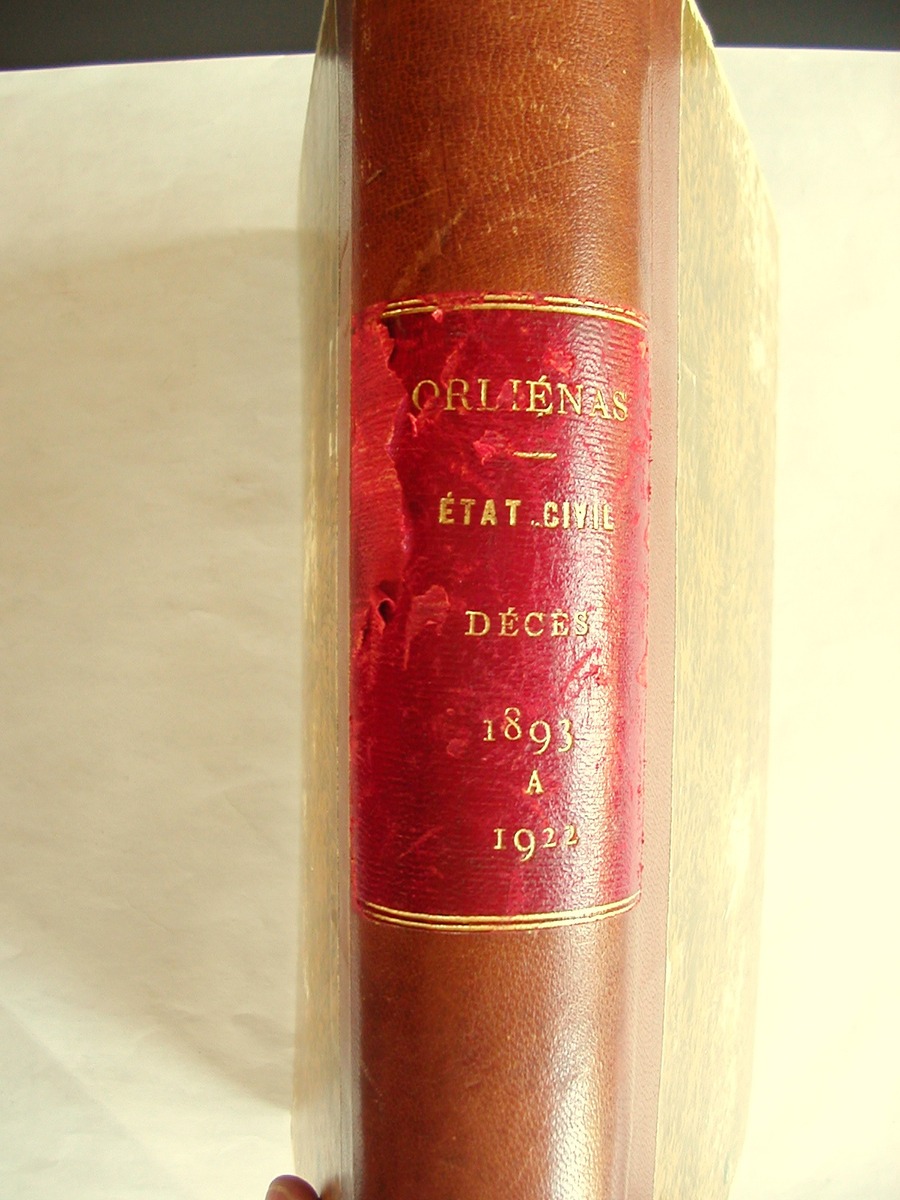 ORLIÉNAS
ÉTAT CIVIL
DÉCÈS
1893
A
1922